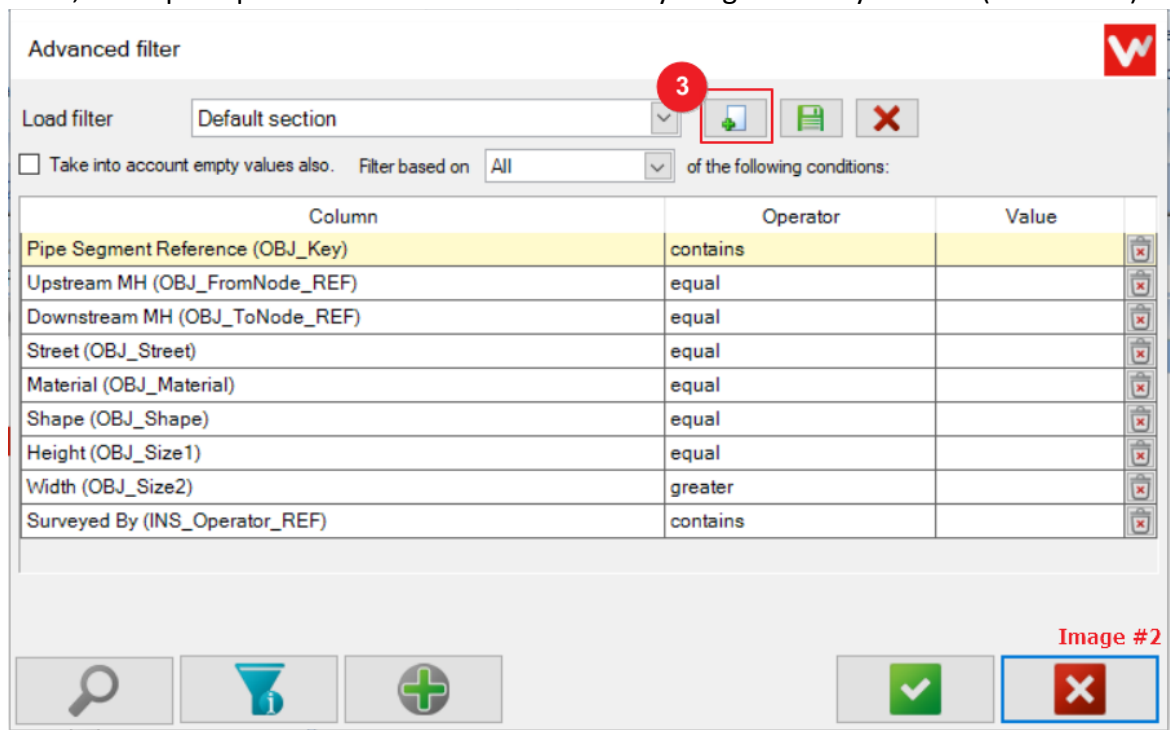 Advanced filter
3
Load filter Default section
Take into account empty values also. Filter based on All of the following conditions:
Column Operator Value
Pipe Segment Reference (OBJ_Key) contains
Upstream MH (OBJ_FromNode_REF) equal
Downstream MH (OBJ_ToNode_REF) equal
Street (OBJ_Street) equal
Material (OBJ_Material) equal
Shape (OBJ_Shape) equal
Height (OBJ_Size1) equal
Width (OBJ_Size2) greater
Surveyed By (INS_Operator_REF) contains
Image #2